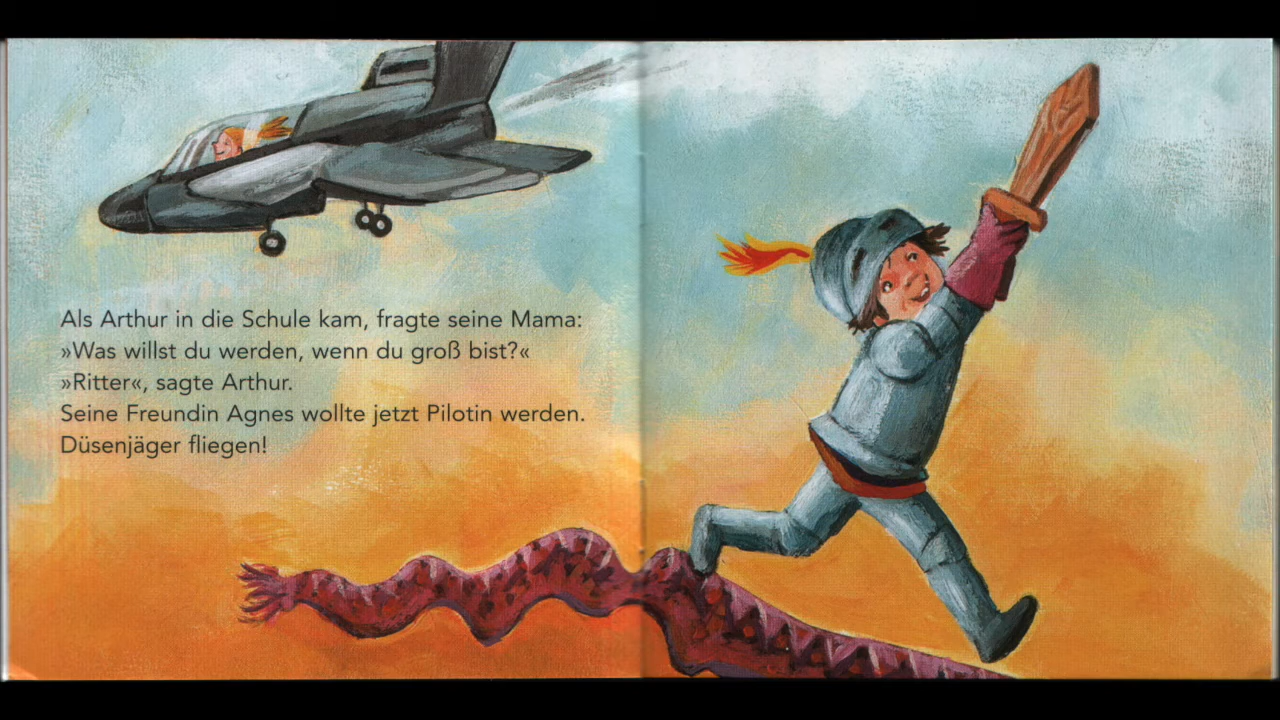 Als Arthur in die Schule kam, fragte seine Mama:
»Was willst du werden, wenn du groß bist?«
»Ritter«, sagte Arthur.
Seine Freundin Agnes wollte jetzt Pilotin werden.
Düsenjäger fliegen!